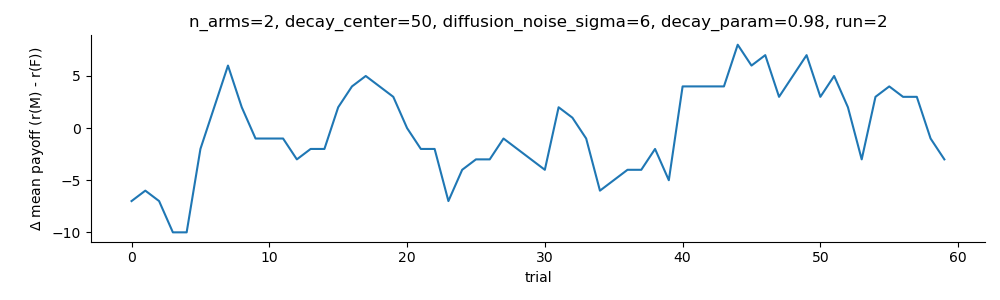 n_arms=2, decay_center=50, diffusion_noise_sigma=6, decay_param=0.98, run=2
Δ mean payoff (r(M) - r(F))
5
0
−5
−10
0 10 20 30 40 50 60
trial